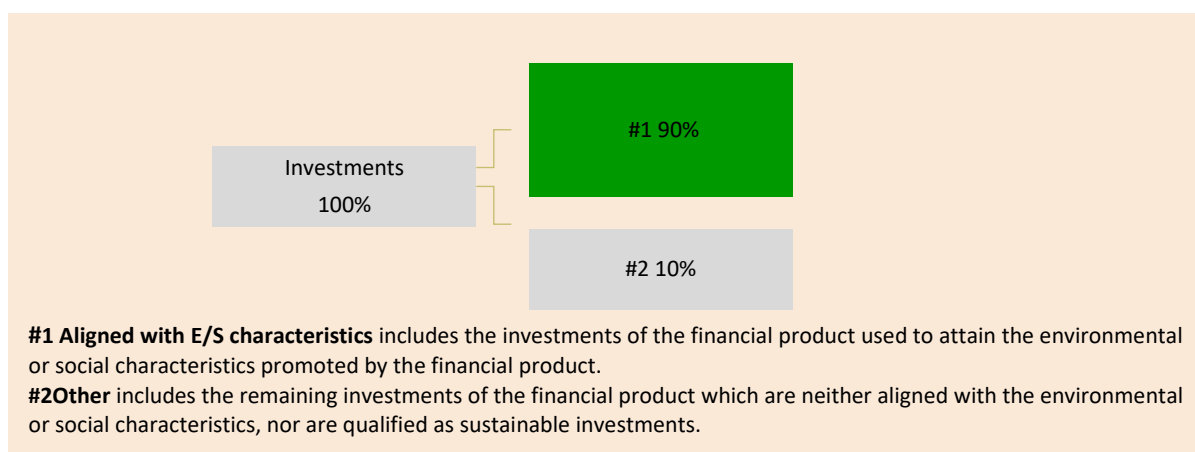 #1 90%
Investments
100%
#2 10%
#1 Aligned with E/S characteristics includes the investments of the financial product used to attain the environmental
or social characteristics promoted by the financial product.
#2Other includes the remaining investments of the financial product which are neither aligned with the environmental
or social characteristics, nor are qualified as sustainable investments.